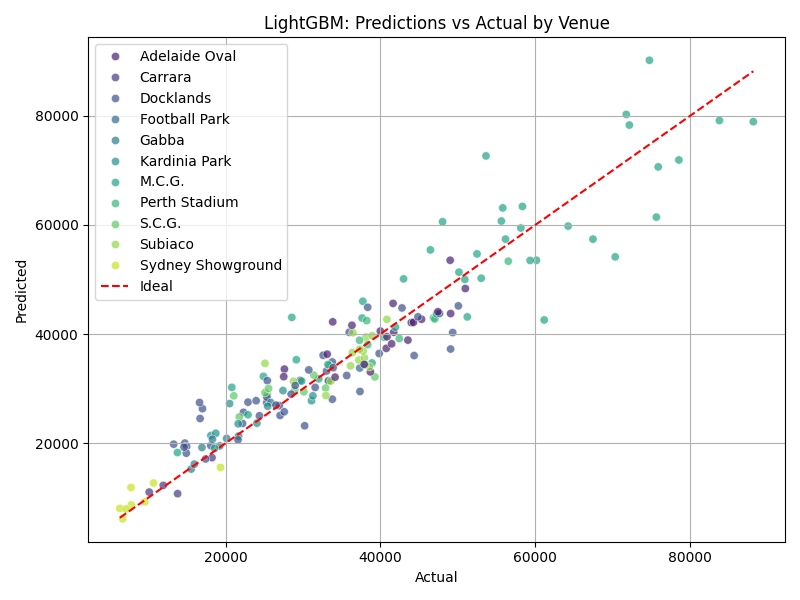 LightGBM: Predictions vs Actual by Venue
Adelaide Oval
Carrara
Docklands
Football Park
Gabba
Kardinia Park
M.C.G.
Perth Stadium
S.C.G.
Subiaco
Sydney Showground
Ideal
80000
60000
40000
20000
Predicted
20000 40000 60000 80000
Actual